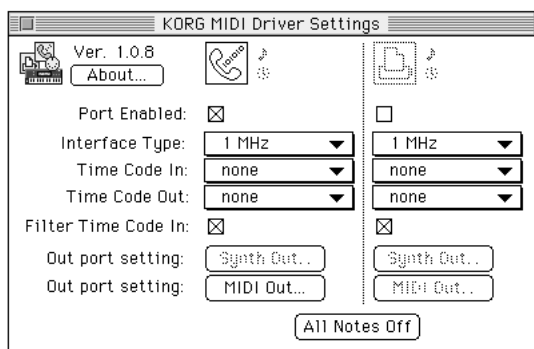 KORG MIDI Driver Settings
Ver. 1.0.8
About...
Port Enabled:
Interface Type: 1 MHz 1 MHz
Time Code In: none none
Time Code Out: none none
Filter Time Code In:
Out port setting: Synth Out.. Synth Out..
Out port setting: MIDI Out... MIDI Out..
All Notes Off